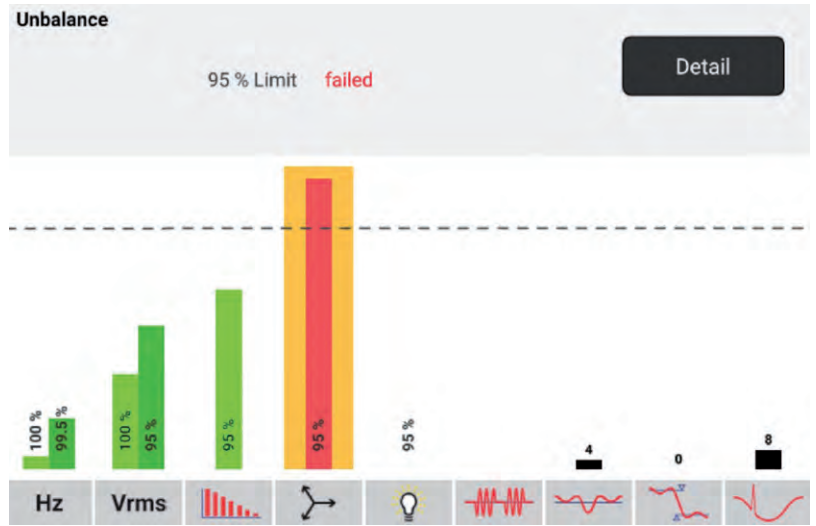 Unbalance
95 % Limit failed
Detail
100 %
99.5 %
100 %
95 %
95 %
95 %
95 %
4
0
8
Hz
Vrms